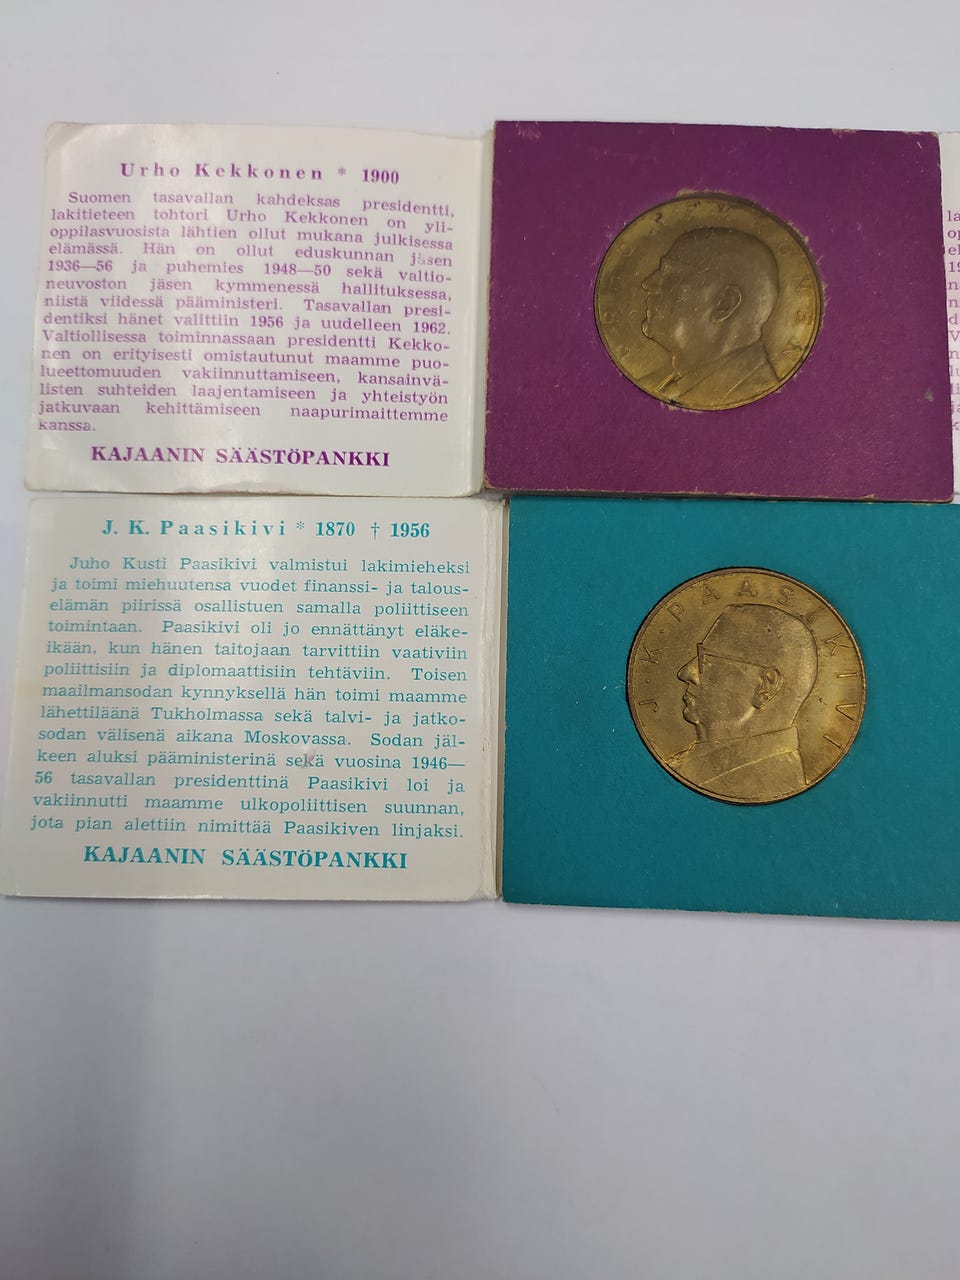 Urho Kekkonen * 1900
Suomen tasavallan kahdeksas presidentti,
lakitieteen tohtori Urho Kekkonen on yli-
oppilasvuosista lähtien ollut mukana julkisessa
elämässä. Hän on ollut eduskunnan jäsen
1936—56 ja puhemies 1948—50 sekä valtio-
neuvoston jäsen kymmenessä hallituksessa,
niistä viidessä pääministeri. Tasavallan presi-
dentiksi hänet valittiin 1956 ja uudelleen 1962.
Valtiollisessa toiminnassaan presidentti Kekko-
nen on erityisesti omistautunut maamme puo-
lueettomuuden vakiinnuttamiseen, kansainvä-
listen suhteiden laajentamiseen ja yhteistyön
jatkuvaan kehittämiseen naapurimaittemme
kanssa.
KAJAANIN SÄÄSTÖPANKKI
URHO KEKKONEN
J. K. Paasikivi * 1870 † 1956
Juho Kusti Paasikivi valmistui lakimieheksi
ja toimi miehuutensa vuodet finanssi- ja talous-
elämän piirissä osallistuen samalla poliittiseen
toimintaan. Paasikivi oli jo ennättänyt eläke-
ikään, kun hänen taitojaan tarvittiin vaativiin
poliittisiin ja diplomaattisiin tehtäviin. Toisen
maailmansodan kynnyksellä hän toimi maamme
lähettiläänä Tukholmassa sekä talvi- ja jatko-
sodan välisenä aikana Moskovassa. Sodan jäl-
keen aluksi pääministerinä sekä vuosina 1946—
56 tasavallan presidenttinä Paasikivi loi ja
vakiinnutti maamme ulkopoliittisen suunnan,
jota pian alettiin nimittää Paasikiven linjaksi.
KAJAANIN SÄÄSTÖPANKKI
J·K·PAASIKIVI